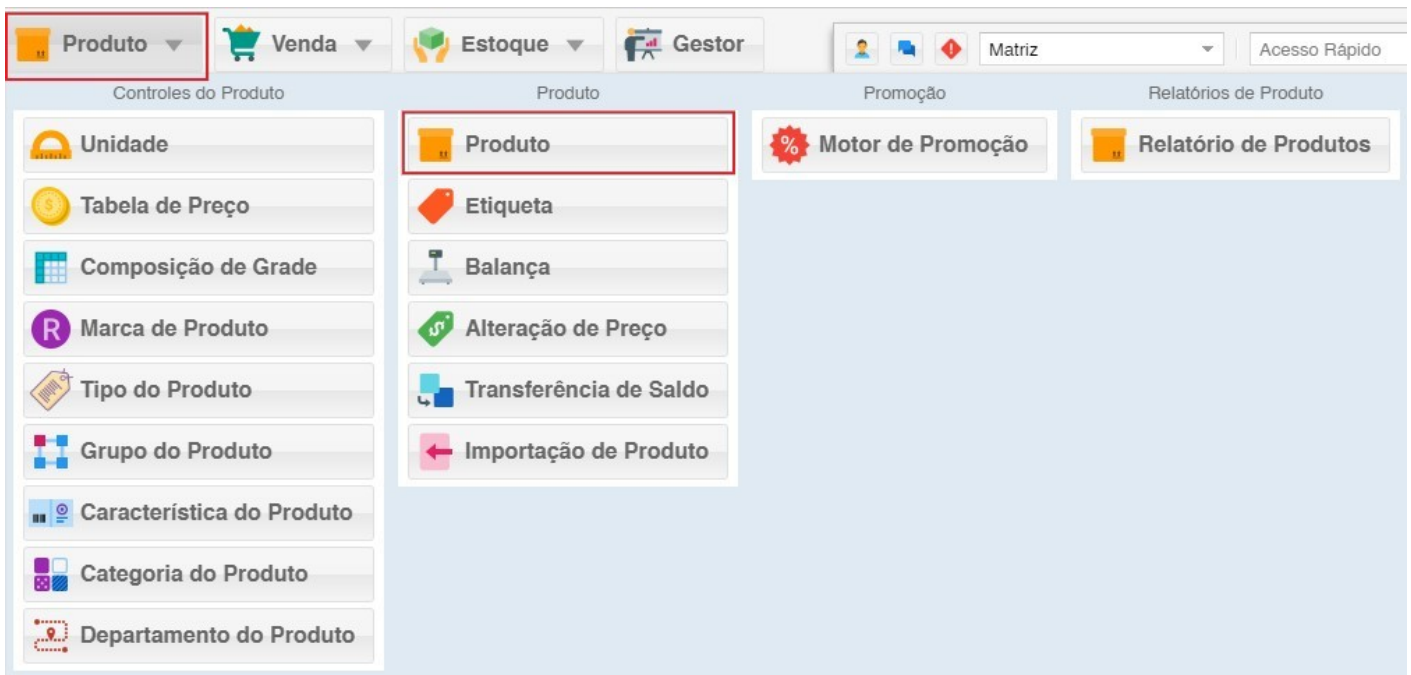 Produto
Venda
Estoque
Gestor
Matriz
Acesso Rápido
Controles do Produto
Unidade
Tabela de Preço
Composição de Grade
Marca de Produto
Tipo do Produto
Grupo do Produto
Característica do Produto
Categoria do Produto
Departamento do Produto
Produto
Produto
Etiqueta
Balança
Alteração de Preço
Transferência de Saldo
Importação de Produto
Promoção
Motor de Promoção
Relatórios de Produto
Relatório de Produtos